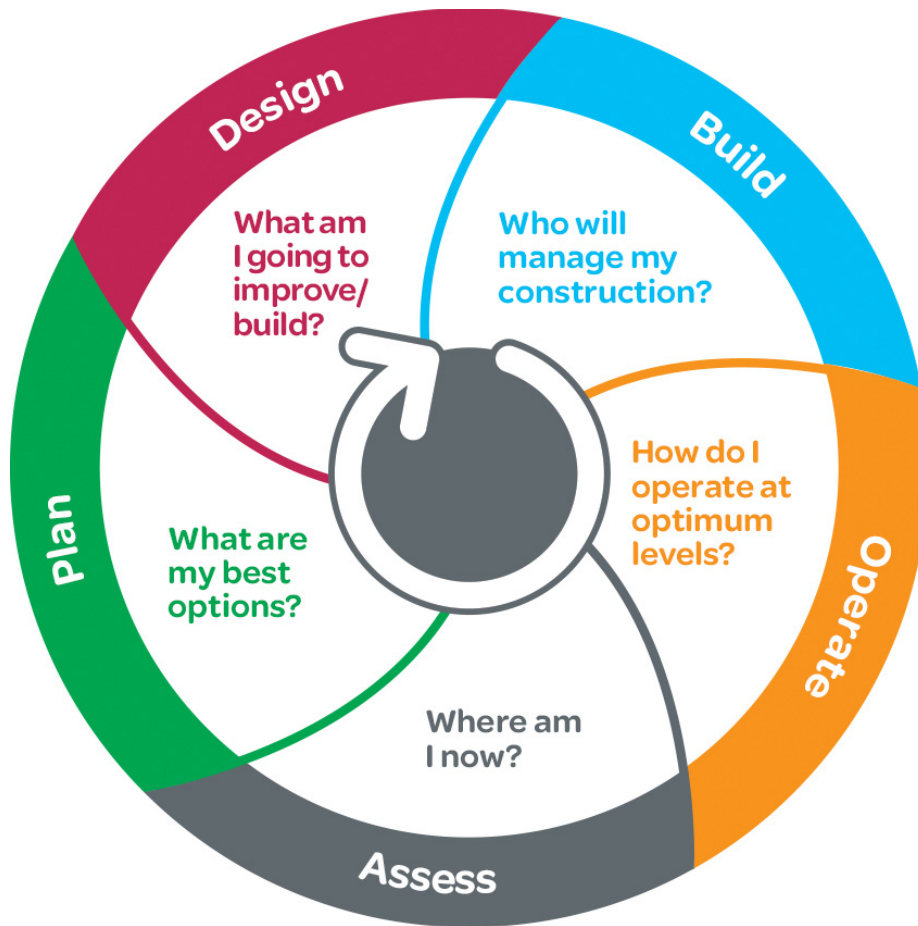 Design
What am
I going to
improve/
build?
Build
Who will
manage my
construction?
Operate
How do I
operate at
optimum
levels?
Assess
Where am
I now?
Plan
What are
my best
options?